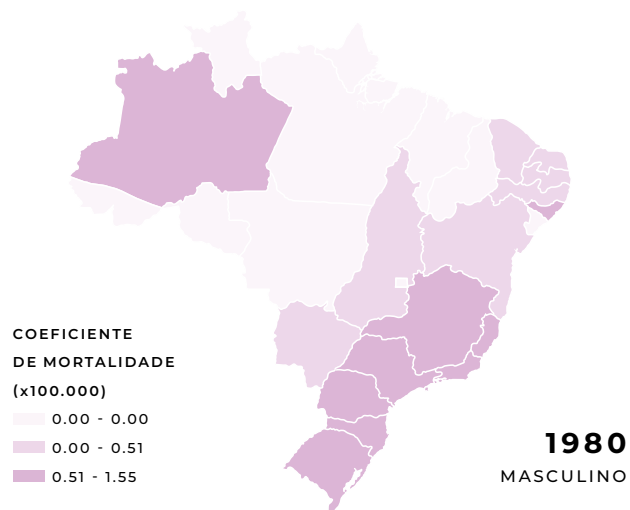 COEFICIENTE
DE MORTALIDADE
(x100.000)
0.00 - 0.00
0.00 - 0.51
0.51 - 1.55
1980
MASCULINO